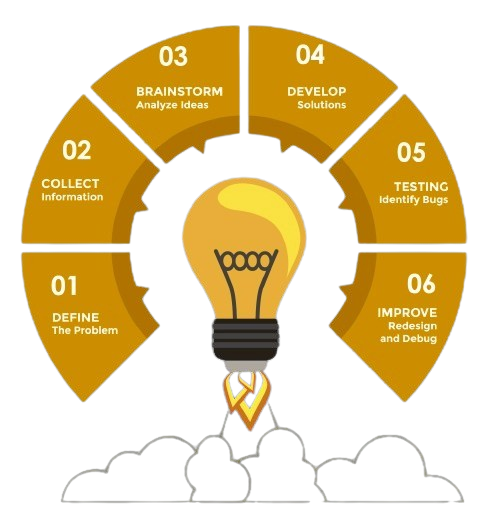 01
DEFINE
The Problem
02
COLLECT
Information
03
BRAINSTORM
Analyze Ideas
04
DEVELOP
Solutions
05
TESTING
Identify Bugs
06
IMPROVE
Redesign
and Debug